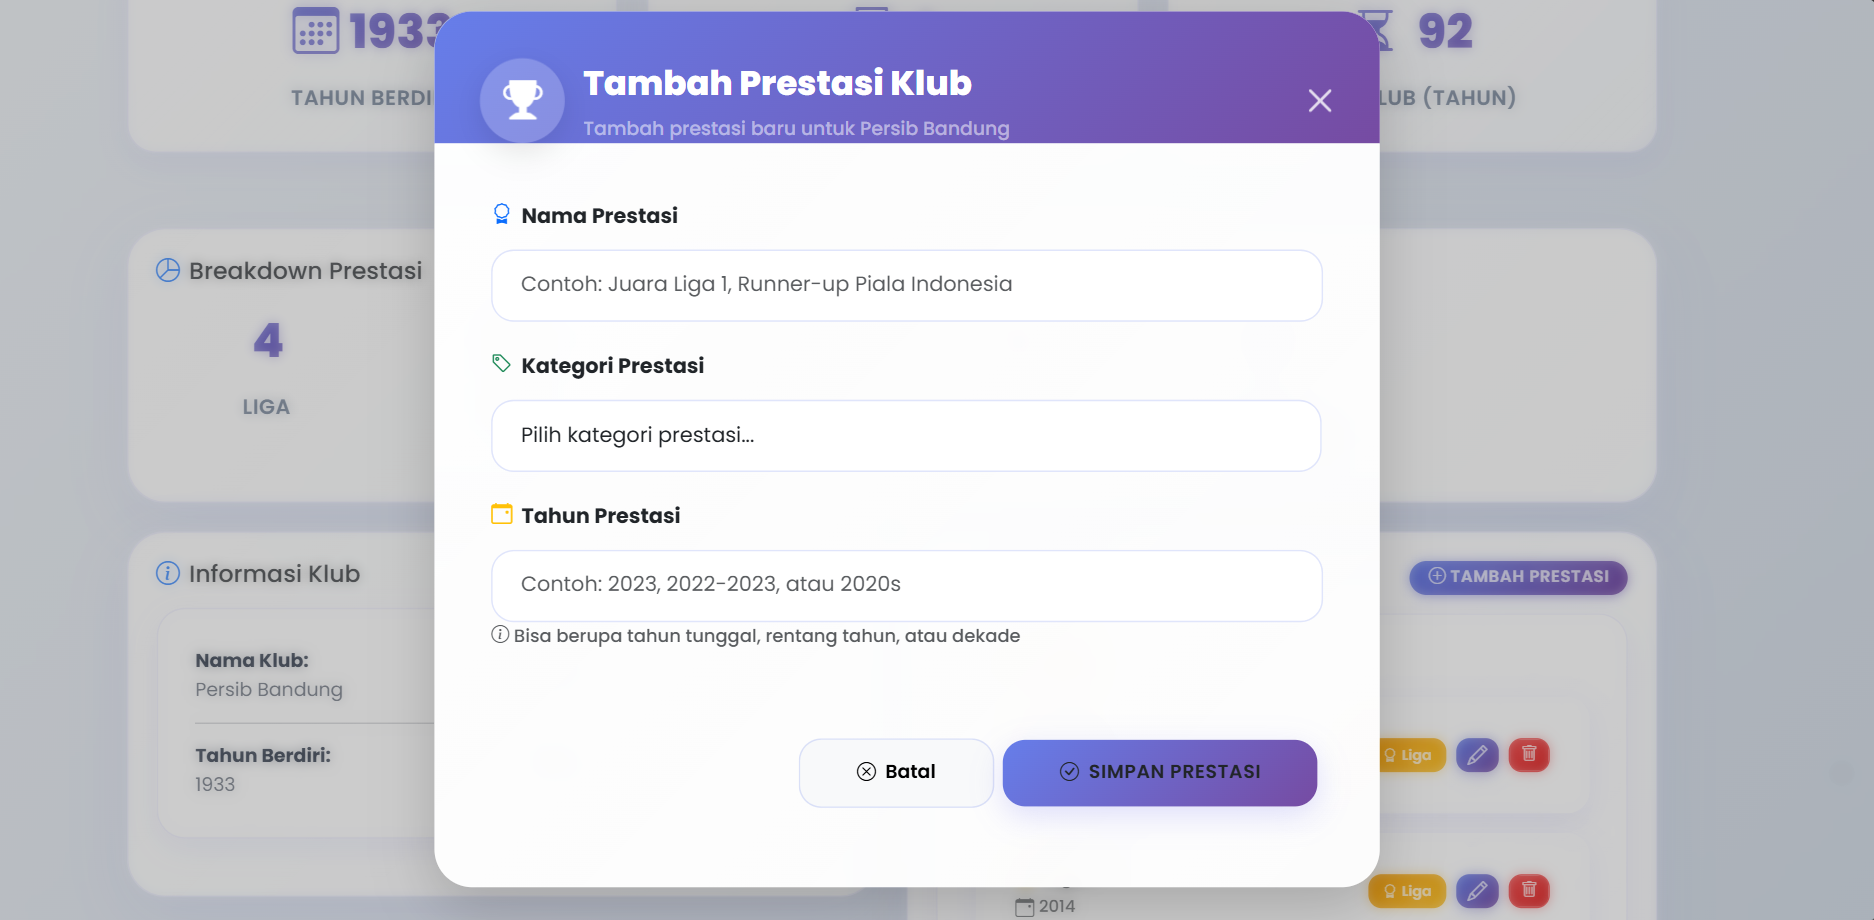 1933
92
TAHUN BERDI
LUB (TAHUN)
Tambah Prestasi Klub
Tambah prestasi baru untuk Persib Bandung
Breakdown Prestasi
4
LIGA
Nama Prestasi
Contoh: Juara Liga 1, Runner-up Piala Indonesia
Kategori Prestasi
Pilih kategori prestasi...
Tahun Prestasi
Contoh: 2023, 2022-2023, atau 2020s
Bisa berupa tahun tunggal, rentang tahun, atau dekade
Batal
SIMPAN PRESTASI
Informasi Klub
Nama Klub:
Persib Bandung
Tahun Berdiri:
1933
TAMBAH PRESTASI
Liga
Liga
2014